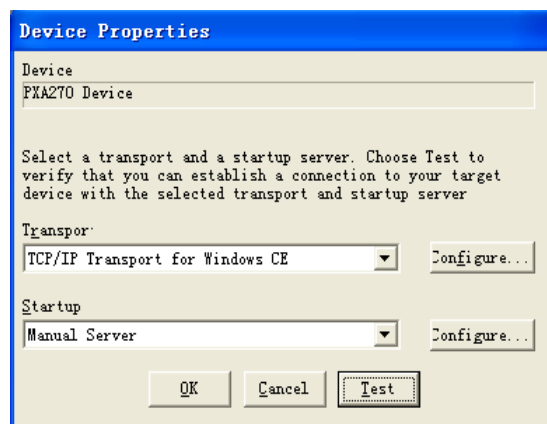 Device Properties
Device
PXA270 Device
Select a transport and a startup server. Choose Test to
verify that you can establish a connection to your target
device with the selected transport and startup server
Transpor
TCP/IP Transport for Windows CE
Configure...
Startup
Manual Server
Configure...
OK
Cancel
Test